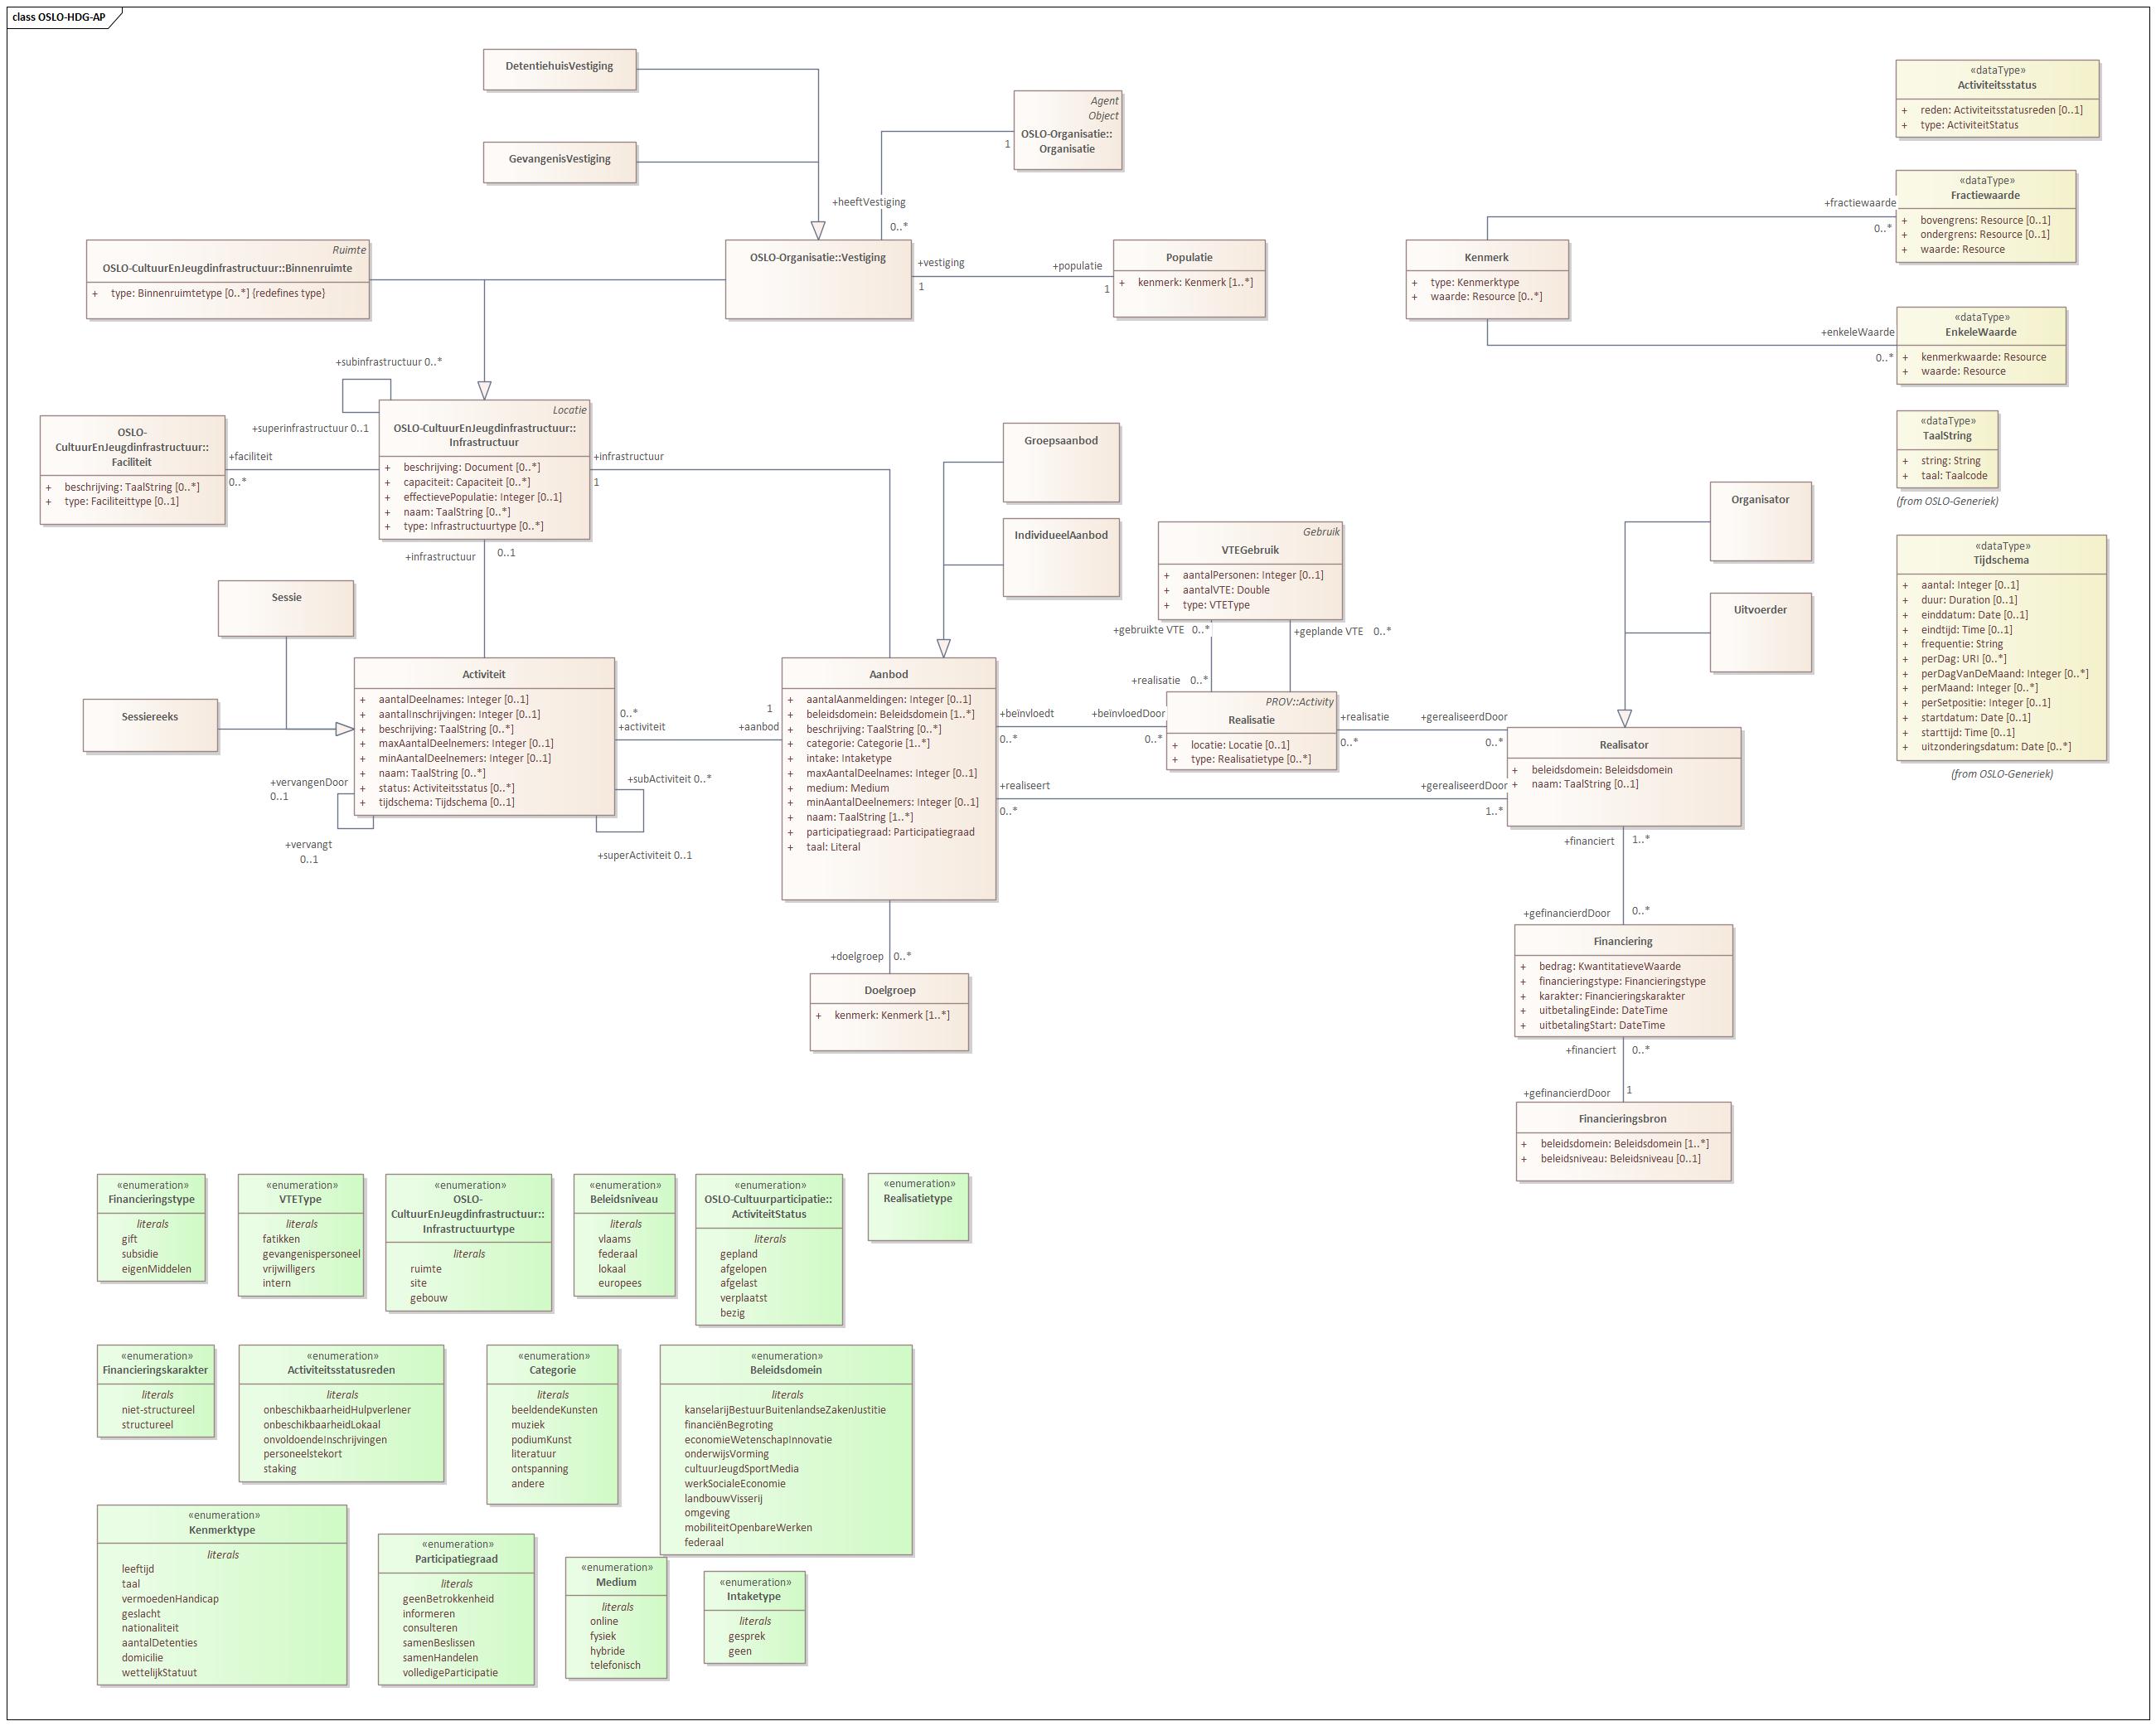 class OSLO-HDG-AP
DetentiehuisVestiging
GevangenisVestiging
Agent
Object
OSLO-Organisatie::
Organisatie
1
+heeftVestiging
0..*
Ruimte
OSLO-CultuurEnJeugdinfrastructuur::Binnenruimte
+ type: Binnenruimtetype [0..*] {redefines type}
OSLO-Organisatie::Vestiging
+vestiging
1
+populatie
1
Populatie
+ kenmerk: Kenmerk [1..*]
Kenmerk
+ type: Kenmerktype
+ waarde: Resource [0..*]
+fractiewaarde
0..*
+enkeleWaarde
0..*
«dataType»
Activiteitsstatus
+ reden: Activiteitsstatusreden [0..1]
+ type: ActiviteitStatus
«dataType»
Fractiewaarde
+ bovengrens: Resource [0..1]
+ ondergrens: Resource [0..1]
+ waarde: Resource
«dataType»
EnkeleWaarde
+ kenmerkwaarde: Resource
+ waarde: Resource
«dataType»
TaalString
+ string: String
+ taal: Taalcode
(from OSLO-Generiek)
«dataType»
Tijdschema
+ aantal: Integer [0..1]
+ duur: Duration [0..1]
+ einddatum: Date [0..1]
+ eindtijd: Time [0..1]
+ frequentie: String
+ perDag: URI [0..*]
+ perDagVanDeMaand: Integer [0..*]
+ perMaand: Integer [0..*]
+ perSetpositie: Integer [0..1]
+ startdatum: Date [0..1]
+ starttijd: Time [0..1]
+ uitzonderingsdatum: Date [0..*]
(from OSLO-Generiek)
+subinfrastructuur 0..*
+superinfrastructuur 0..1
OSLO-
CultuurEnJeugdinfrastructuur::
Faciliteit
+ beschrijving: TaalString [0..*]
+ type: Faciliteittype [0..1]
+faciliteit
0..*
Locatie
OSLO-CultuurEnJeugdinfrastructuur::
Infrastructuur
+ beschrijving: Document [0..*]
+ capaciteit: Capaciteit [0..*]
+ effectievePopulatie: Integer [0..1]
+ naam: TaalString [0..*]
+ type: Infrastructuurtype [0..*]
+infrastructuur
1
+infrastructuur
0..1
Groepsaanbod
IndividueelAanbod
Gebruik
VTEGebruik
+ aantalPersonen: Integer [0..1]
+ aantalVTE: Double
+ type: VTEType
+gebruikte VTE 0..*
+geplande VTE 0..*
+realisatie 0..*
Organisator
Uitvoerder
Sessie
Sessiereeks
Activiteit
+ aantalDeelnames: Integer [0..1]
+ aantalInschrijvingen: Integer [0..1]
+ beschrijving: TaalString [0..*]
+ maxAantalDeelnemers: Integer [0..1]
+ minAantalDeelnemers: Integer [0..1]
+ naam: TaalString [0..*]
+ status: Activiteitsstatus [0..*]
+ tijdschema: Tijdschema [0..1]
+vervangenDoor
0..1
+vervangt
0..1
+subActiviteit 0..*
+superActiviteit 0..1
0..*
+activiteit
1
+aanbod
Aanbod
+ aantalAanmeldingen: Integer [0..1]
+ beleidsdomein: Beleidsdomein [1..*]
+ beschrijving: TaalString [0..*]
+ categorie: Categorie [1..*]
+ intake: Intaketype
+ maxAantalDeelnames: Integer [0..1]
+ medium: Medium
+ minAantalDeelnemers: Integer [0..1]
+ naam: TaalString [1..*]
+ participatiegraad: Participatiegraad
+ taal: Literal
+beïnvloedt
0..*
+beïnvloedDoor
0..*
PROV::Activity
Realisatie
+ locatie: Locatie [0..1]
+ type: Realisatietype [0..*]
+realisatie
0..*
+gerealiseerdDoor
0..*
+realiseert
0..*
+gerealiseerdDoor
1..*
Realisator
+ beleidsdomein: Beleidsdomein
+ naam: TaalString [0..1]
+financiert
1..*
+gefinancierdDoor
0..*
+doelgroep 0..*
Doelgroep
+ kenmerk: Kenmerk [1..*]
Financiering
+ bedrag: KwantitatieveWaarde
+ financieringstype: Financieringstype
+ karakter: Financieringskarakter
+ uitbetalingEinde: DateTime
+ uitbetalingStart: DateTime
+financiert 0..*
+gefinancierdDoor 1
Financieringsbron
+ beleidsdomein: Beleidsdomein [1..*]
+ beleidsniveau: Beleidsniveau [0..1]
«enumeration»
Financieringstype
literals
gift
subsidie
eigenMiddelen
«enumeration»
VTEType
literals
fatikken
gevangenispersoneel
vrijwilligers
intern
«enumeration»
OSLO-
CultuurEnJeugdinfrastructuur::
Infrastructuurtype
literals
ruimte
site
gebouw
«enumeration»
Beleidsniveau
literals
vlaams
federaal
lokaal
europees
«enumeration»
OSLO-Cultuurparticipatie::
ActiviteitStatus
literals
gepland
afgelopen
afgelast
verplaatst
bezig
«enumeration»
Realisatietype
«enumeration»
Financieringskarakter
literals
niet-structureel
structureel
«enumeration»
Activiteitsstatusreden
literals
onbeschikbaarheidHulpverlener
onbeschikbaarheidLokaal
onvoldoendeInschrijvingen
personeelstekort
staking
«enumeration»
Categorie
literals
beeldendeKunsten
muziek
podiumKunst
literatuur
ontspanning
andere
«enumeration»
Beleidsdomein
literals
kanselarijBestuurBuitenlandseZakenJustitie
financiënBegroting
economieWetenschapInnovatie
onderwijsVorming
cultuurJeugdSportMedia
werkSocialeEconomie
landbouwVisserij
omgeving
mobiliteitOpenbareWerken
federaal
«enumeration»
Kenmerktype
literals
leeftijd
taal
vermoedenHandicap
geslacht
nationaliteit
aantalDetenties
domicilie
wettelijkStatuut
«enumeration»
Participatiegraad
literals
geenBetrokkenheid
informeren
consulteren
samenBeslissen
samenHandelen
volledigeParticipatie
«enumeration»
Medium
literals
online
fysiek
hybride
telefonisch
«enumeration»
Intaketype
literals
gesprek
geen